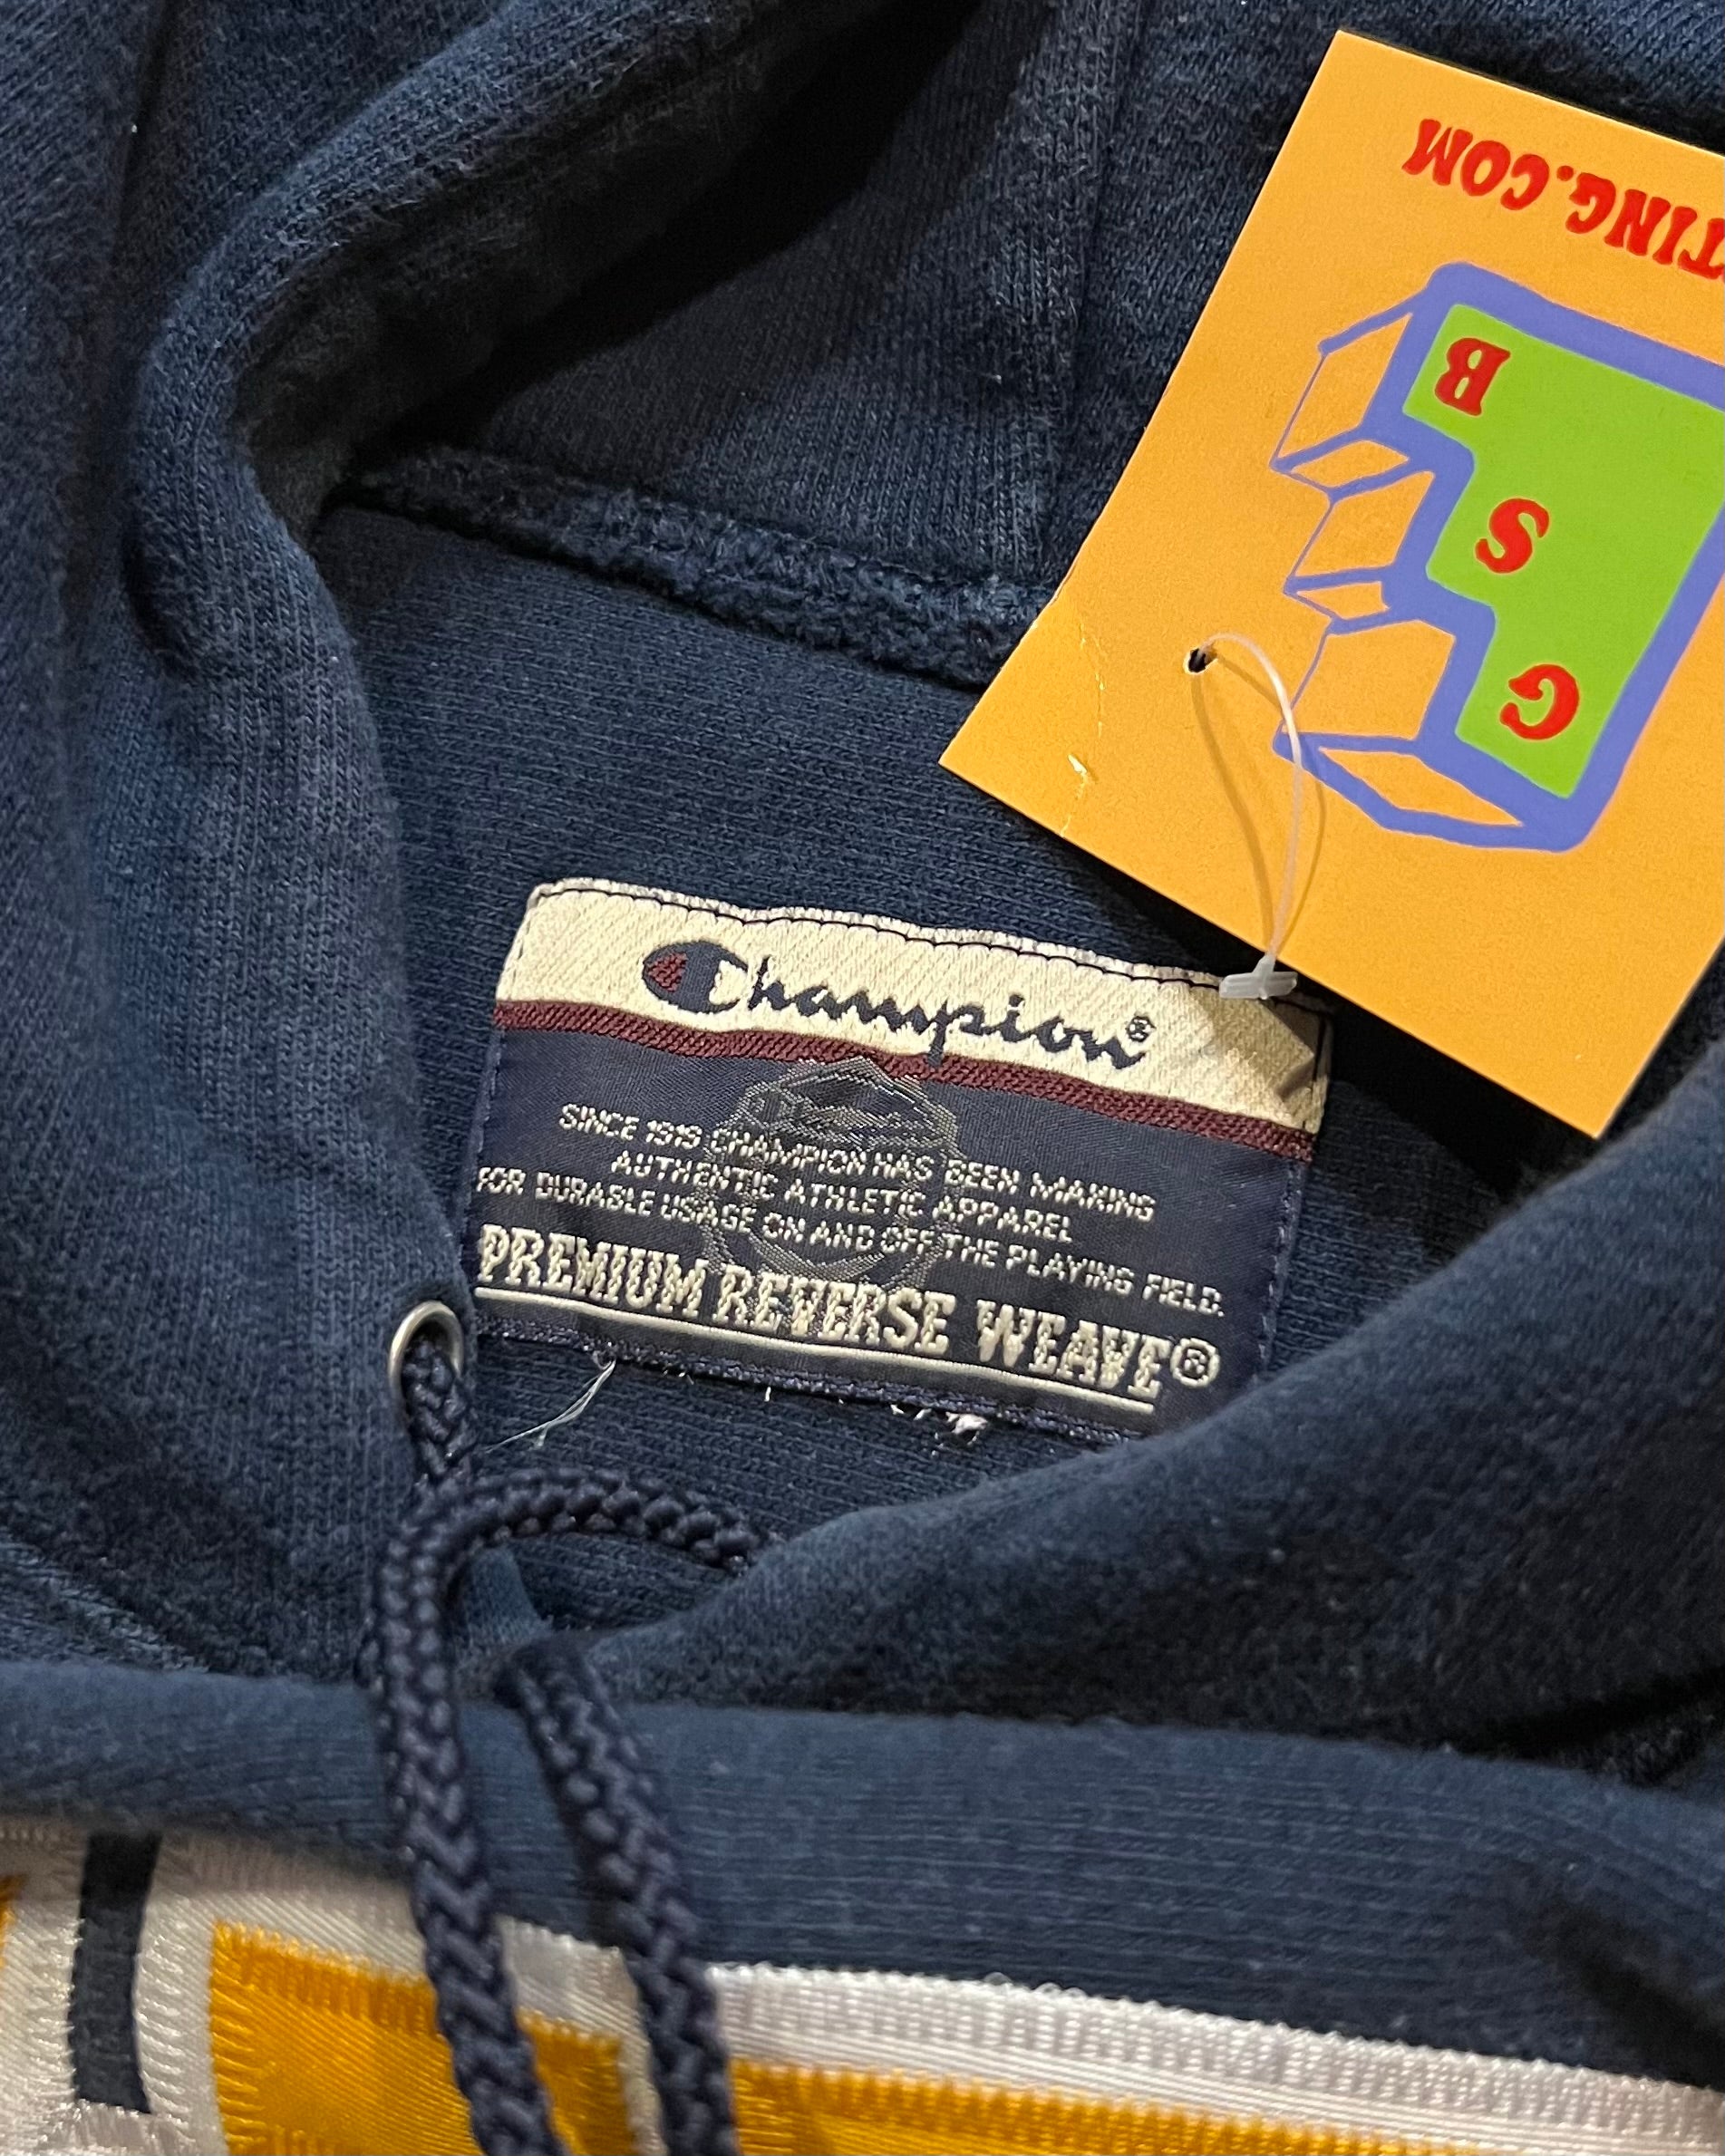 TING.COM
B
S
G
Champion®
SINCE 1919 CHAMPION HAS BEEN MAKING
AUTHENTIC ATHLETIC APPAREL
FOR DURABLE USAGE ON AND OFF THE PLAYING FIELD.
PREMIUM REVERSE WEAVE®